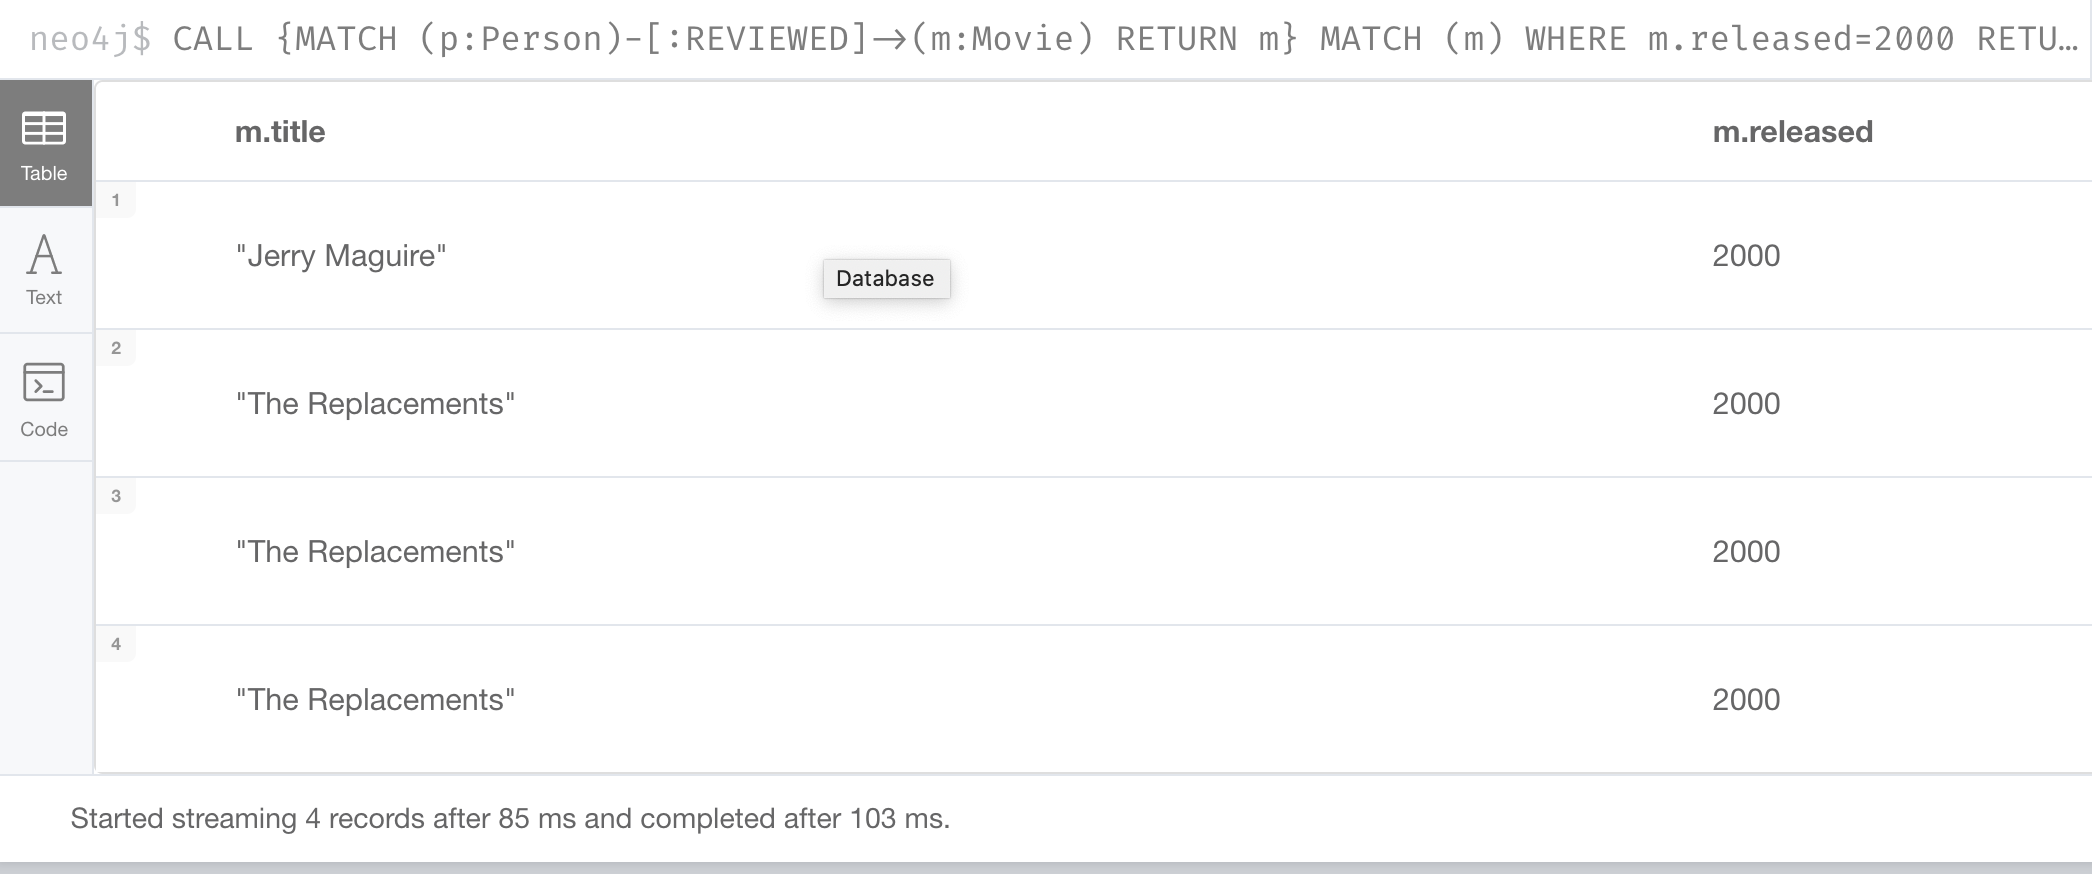 neo4j$ CALL {MATCH (p:Person)-[:REVIEWED]→(m:Movie) RETURN m} MATCH (m) WHERE m.released=2000 RETU…
m.title m.released
Table
1
"Jerry Maguire" 2000
Database
Text
2
"The Replacements" 2000
Code
3
"The Replacements" 2000
4
"The Replacements" 2000
Started streaming 4 records after 85 ms and completed after 103 ms.